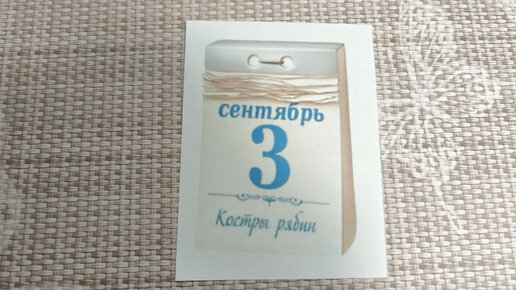 сентябрь
3
Костры рябин